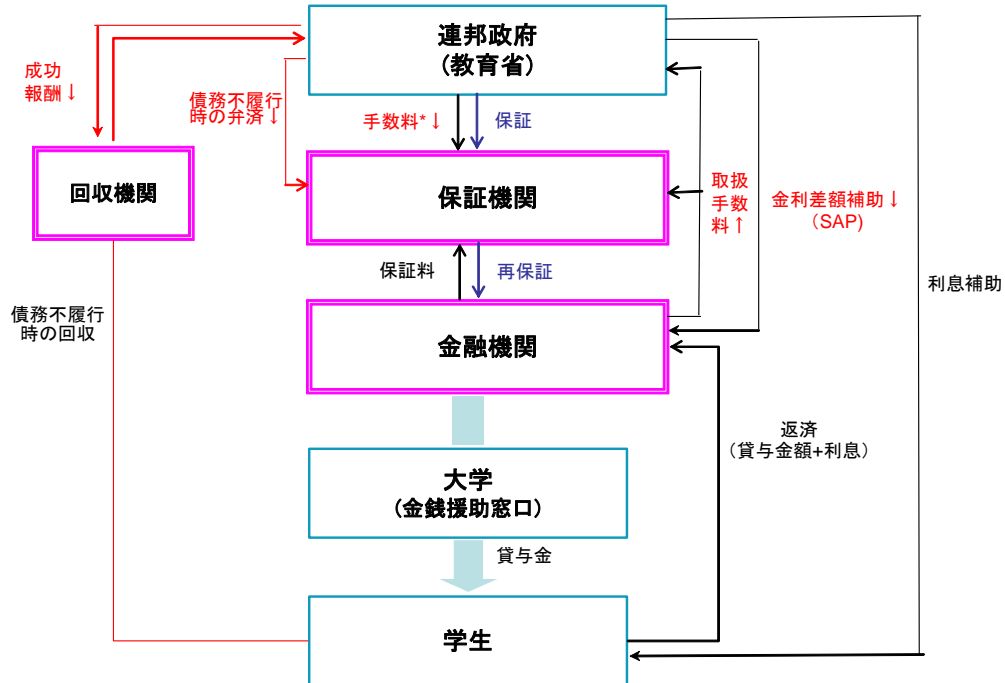 連邦政府
(教育省)
成功
報酬↓
債務不履行
時の弁済↓
手数料*↓
保証
回収機関
保証機関
取扱
手数
料↑
金利差額補助↓
(SAP)
保証料
再保証
利息補助
債務不履行
時の回収
金融機関
返済
(貸与金額+利息)
大学
(金銭援助窓口)
貸与金
学生